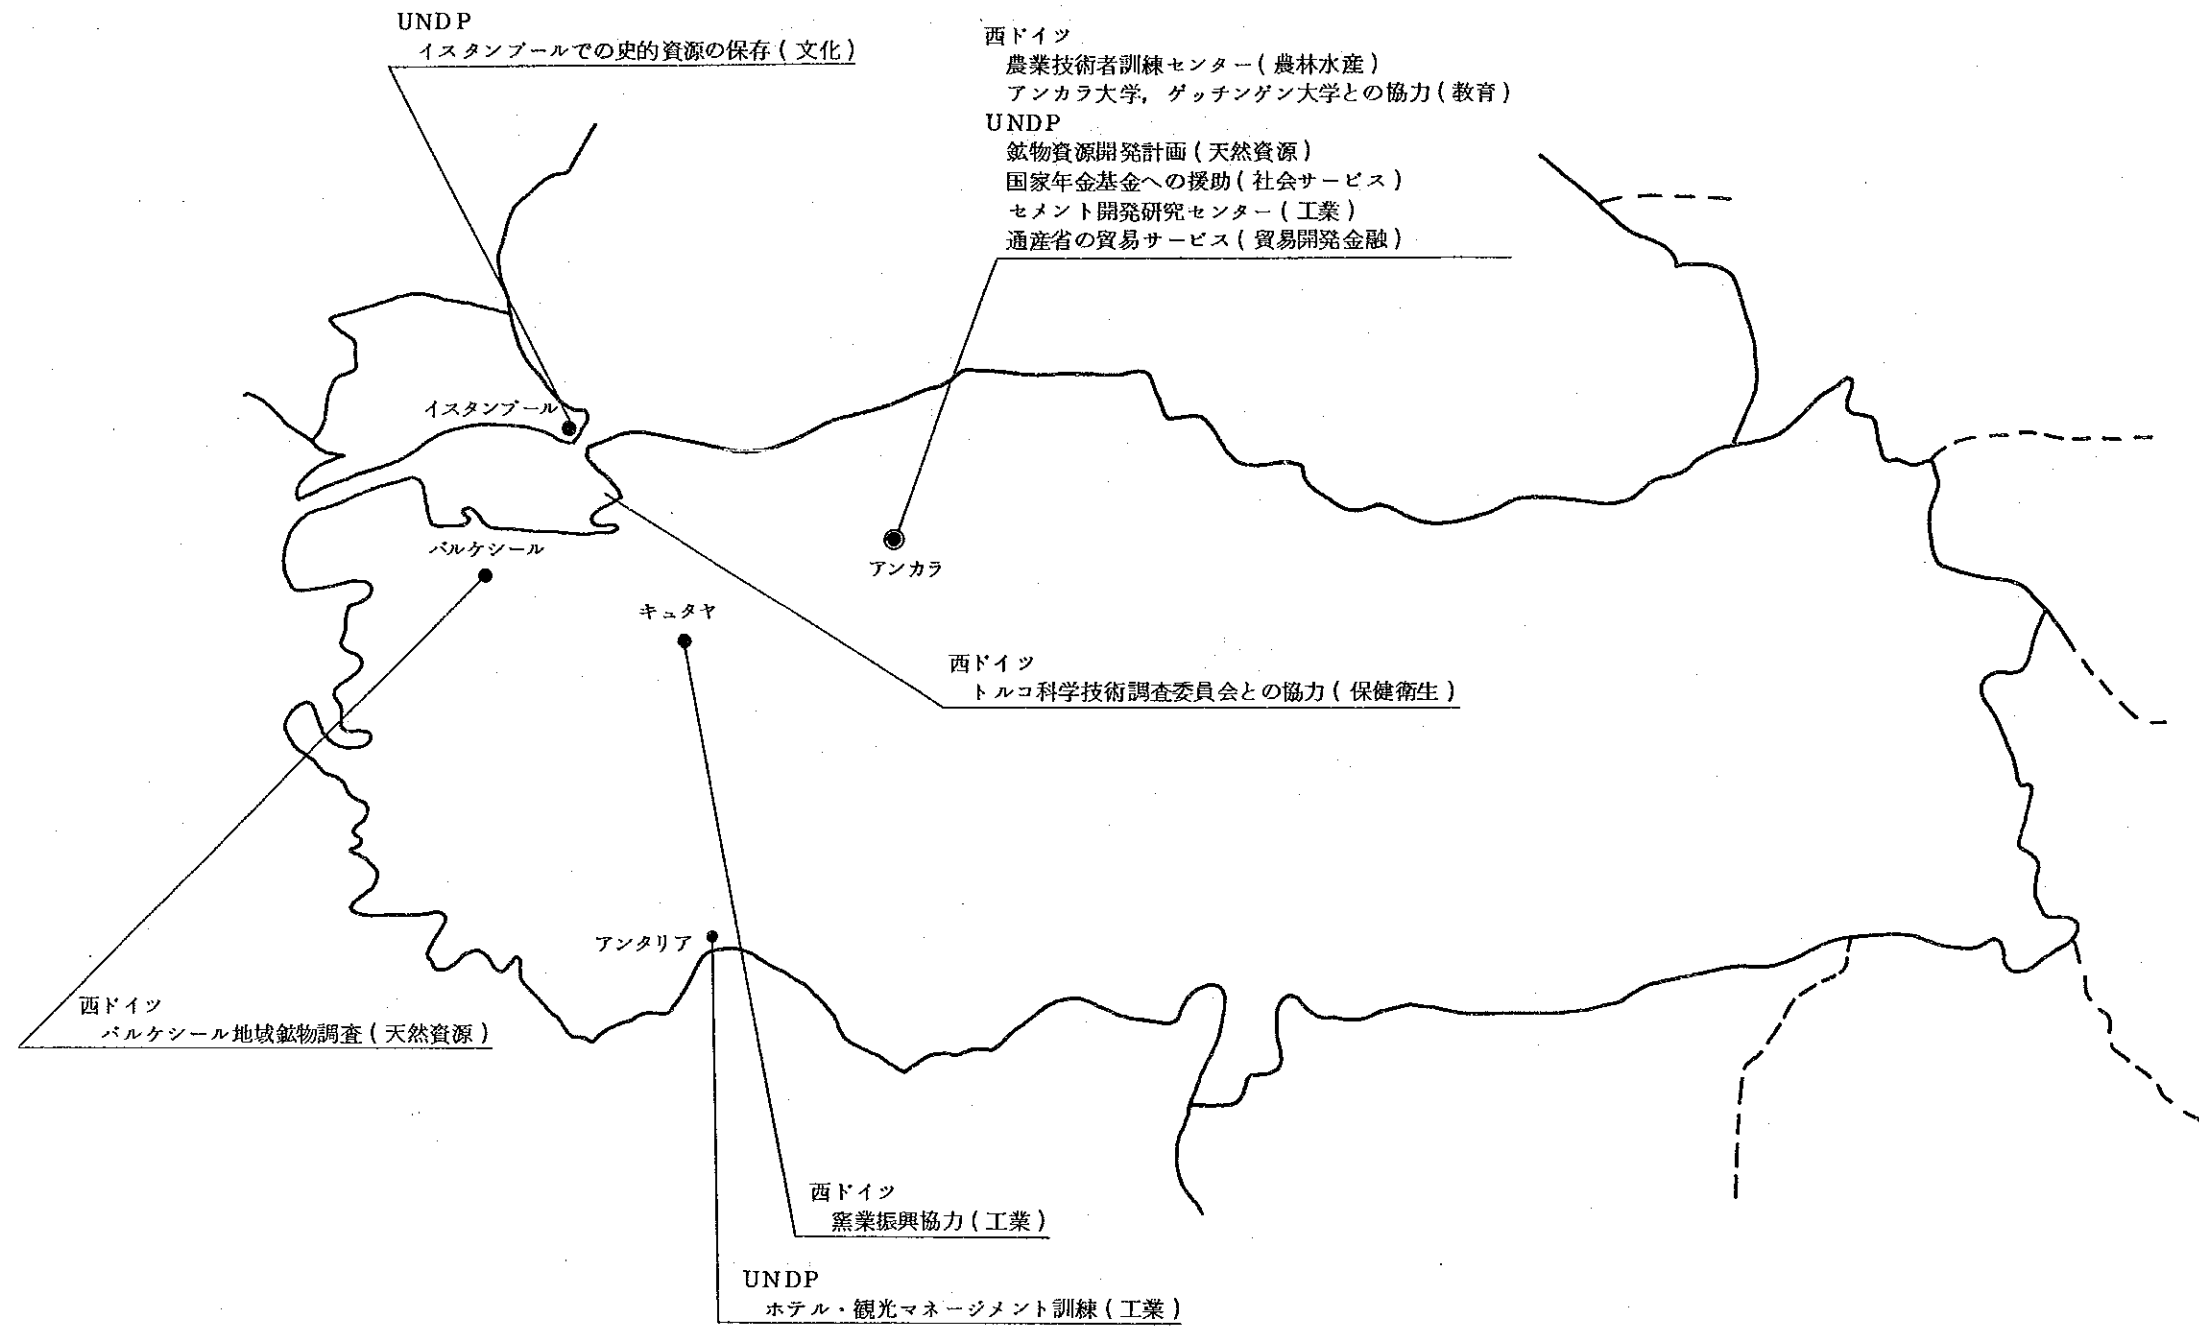 UNDP
イスタンブールでの史的資源の保存(文化)
西ドイツ
農業技術者訓練センター(農林水産)
アンカラ大学,ゲッチンゲン大学との協力(教育)
UNDP
鉱物資源開発計画(天然資源)
国家年金基金への援助(社会サービス)
セメント開発研究センター(工業)
通産省の貿易サービス(貿易開発金融)
イスタンブール
バルケシール
アンカラ
キュタヤ
西ドイツ
トルコ科学技術調査委員会との協力(保健衛生)
アンタリア
西ドイツ
バルケシール地域鉱物調査(天然資源)
西ドイツ
窯業振興協力(工業)
UNDP
ホテル・観光マネージメント訓練(工業)